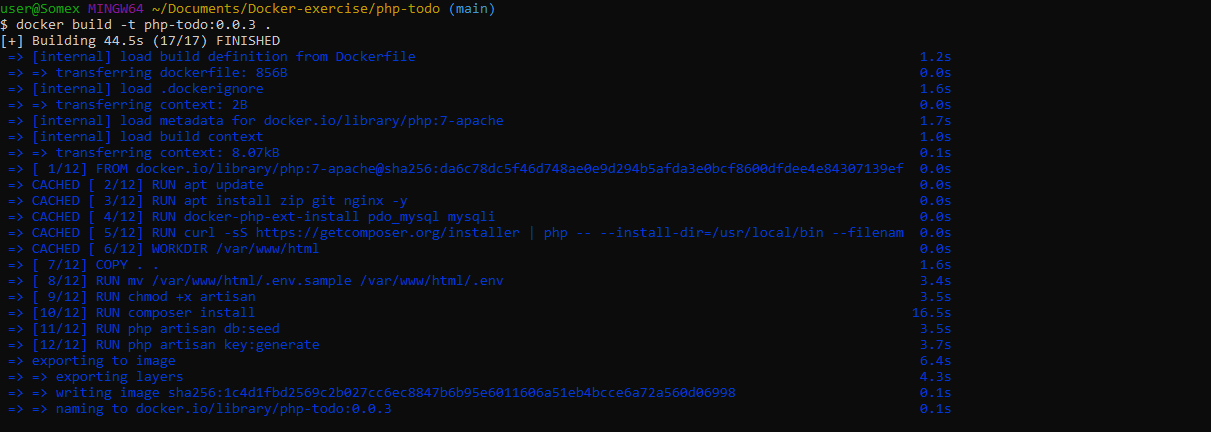 user@Somex MINGW64 ~/Documents/Docker-exercise/php-todo (main)
$ docker build -t php-todo:0.0.3 .
[+] Building 44.5s (17/17) FINISHED
=> [internal] load build definition from Dockerfile 1.2s
=> => transferring dockerfile: 856B 0.0s
=> [internal] load .dockerignore 1.6s
=> => transferring context: 2B 0.0s
=> [internal] load metadata for docker.io/library/php:7-apache 1.7s
=> [internal] load build context 1.0s
=> => transferring context: 8.07kB 0.1s
=> [ 1/12] FROM docker.io/library/php:7-apache@sha256:da6c78dc5f46d748ae0e9d294b5afda3e0bcf8600dfdee4e84307139ef 0.0s
=> CACHED [ 2/12] RUN apt update 0.0s
=> CACHED [ 3/12] RUN apt install zip git nginx -y 0.0s
=> CACHED [ 4/12] RUN docker-php-ext-install pdo_mysql mysqli 0.0s
=> CACHED [ 5/12] RUN curl -sS https://getcomposer.org/installer | php -- --install-dir=/usr/local/bin --filenam 0.0s
=> CACHED [ 6/12] WORKDIR /var/www/html 0.0s
=> [ 7/12] COPY . . 1.6s
=> [ 8/12] RUN mv /var/www/html/.env.sample /var/www/html/.env 3.4s
=> [ 9/12] RUN chmod +x artisan 3.5s
=> [10/12] RUN composer install 16.5s
=> [11/12] RUN php artisan db:seed 3.5s
=> [12/12] RUN php artisan key:generate 3.7s
=> exporting to image 6.4s
=> => exporting layers 4.3s
=> => writing image sha256:1c4d1fbd2569c2b027cc6ec8847b6b95e6011606a51eb4bcce6a72a560d06998 0.1s
=> => naming to docker.io/library/php-todo:0.0.3 0.1s